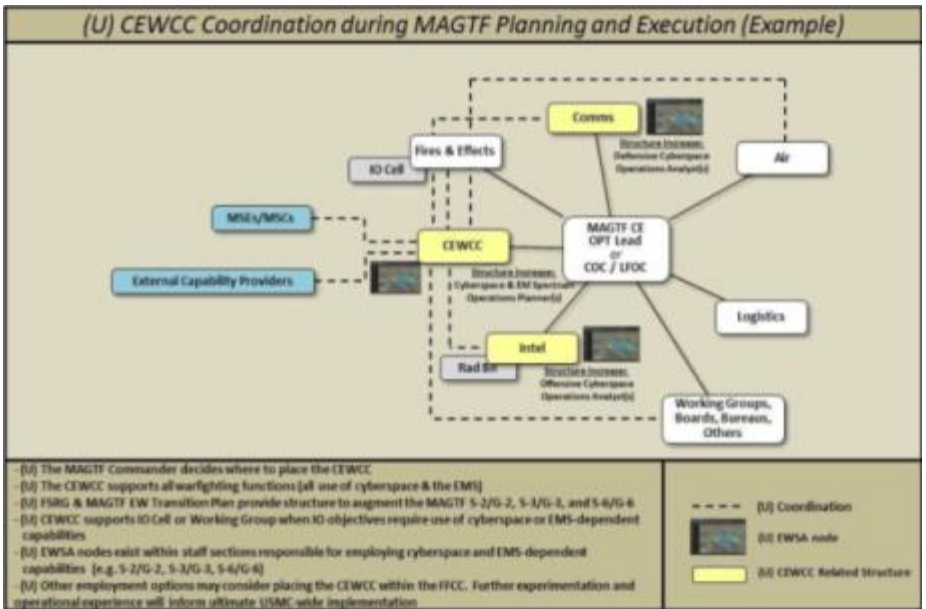 (U) CEWCC Coordination during MAGTF Planning and Execution (Example)
Comms
Structure Increase:
Defensive Cyberspace
Operations Analyst(s)
Fires & Effects
IO Cell
Air
MSEs/MSCs
MAGTF CE
OPT Lead
or
COC / LFOC
CEWCC
Structure Increase:
Cyberspace & EM Spectrum
Operations Planner(s)
External Capability Providers
Logistics
Intel
Rad Bn
Structure Increase:
Offensive Cyberspace
Operations Analyst(s)
Working Groups,
Boards, Bureaus,
Others
-(U) The MAGTF Commander decides where to place the CEWCC
-(U) The CEWCC supports all warfighting functions (all use of cyberspace & the EMS)
-(U) FSRG & MAGTF EW Transition Plan provide structure to augment the MAGTF S-2/G-2, S-3/G-3, and S-6/G-6
-(U) CEWCC supports IO Cell or Working Group when IO objectives require use of cyberspace or EMS-dependent
capabilities
-(U) EWSA nodes exist within staff sections responsible for employing cyberspace and EMS-dependent
capabilities (e.g. S-2/G-2, S-3/G-3, S-6/G-6)
-(U) Other employment options may consider placing the CEWCC within the FFCC. Further experimentation and
operational experience will inform ultimate USMC-wide implementation
(U) Coordination
(U) EWSA node
(U) CEWCC Related Structure